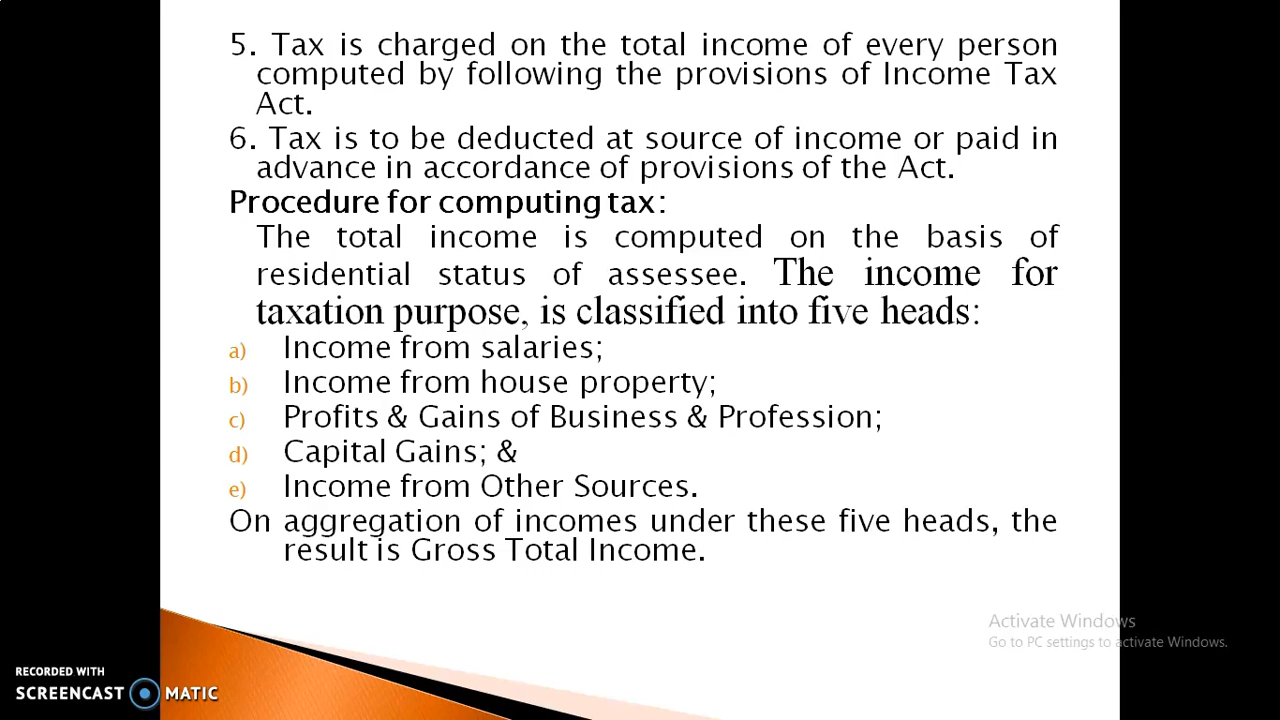 5. Tax is charged on the total income of every person
computed by following the provisions of Income Tax
Act.
6. Tax is to be deducted at source of income or paid in
advance in accordance of provisions of the Act.
Procedure for computing tax:
The total income is computed on the basis of
residential status of assessee. The income for
taxation purpose, is classified into five heads:
a) Income from salaries;
b) Income from house property;
c) Profits & Gains of Business & Profession;
d) Capital Gains; &
e) Income from Other Sources.
On aggregation of incomes under these five heads, the
result is Gross Total Income.
Activate Windows
Go to PC settings to activate Windows.
RECORDED WITH
SCREENCAST MATIC